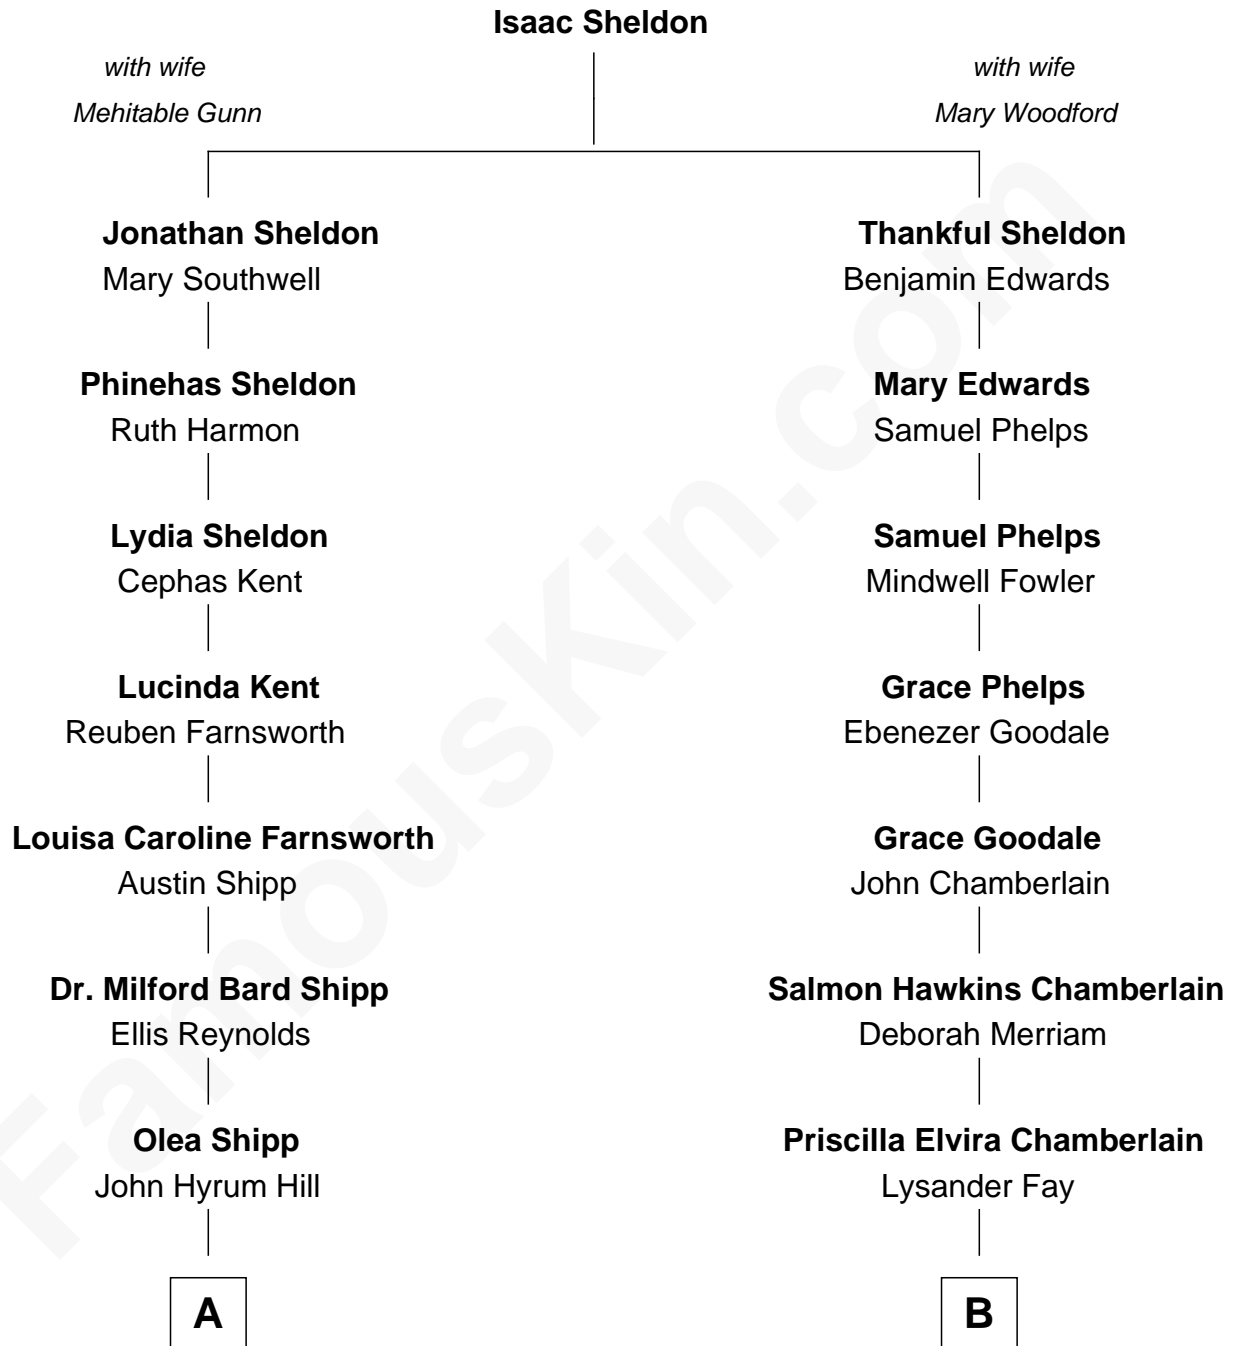 Isaac Sheldon
with wife
Mehitable Gunn
with wife
Mary Woodford
Jonathan Sheldon
Mary Southwell
Thankful Sheldon
Benjamin Edwards
Phinehas Sheldon
Ruth Harmon
Mary Edwards
Samuel Phelps
Lydia Sheldon
Cephas Kent
Samuel Phelps
Mindwell Fowler
Lucinda Kent
Reuben Farnsworth
Grace Phelps
Ebenezer Goodale
Louisa Caroline Farnsworth
Austin Shipp
Grace Goodale
John Chamberlain
Dr. Milford Bard Shipp
Ellis Reynolds
Salmon Hawkins Chamberlain
Deborah Merriam
Olea Shipp
John Hyrum Hill
Priscilla Elvira Chamberlain
Lysander Fay
A
B
FamousKin.com